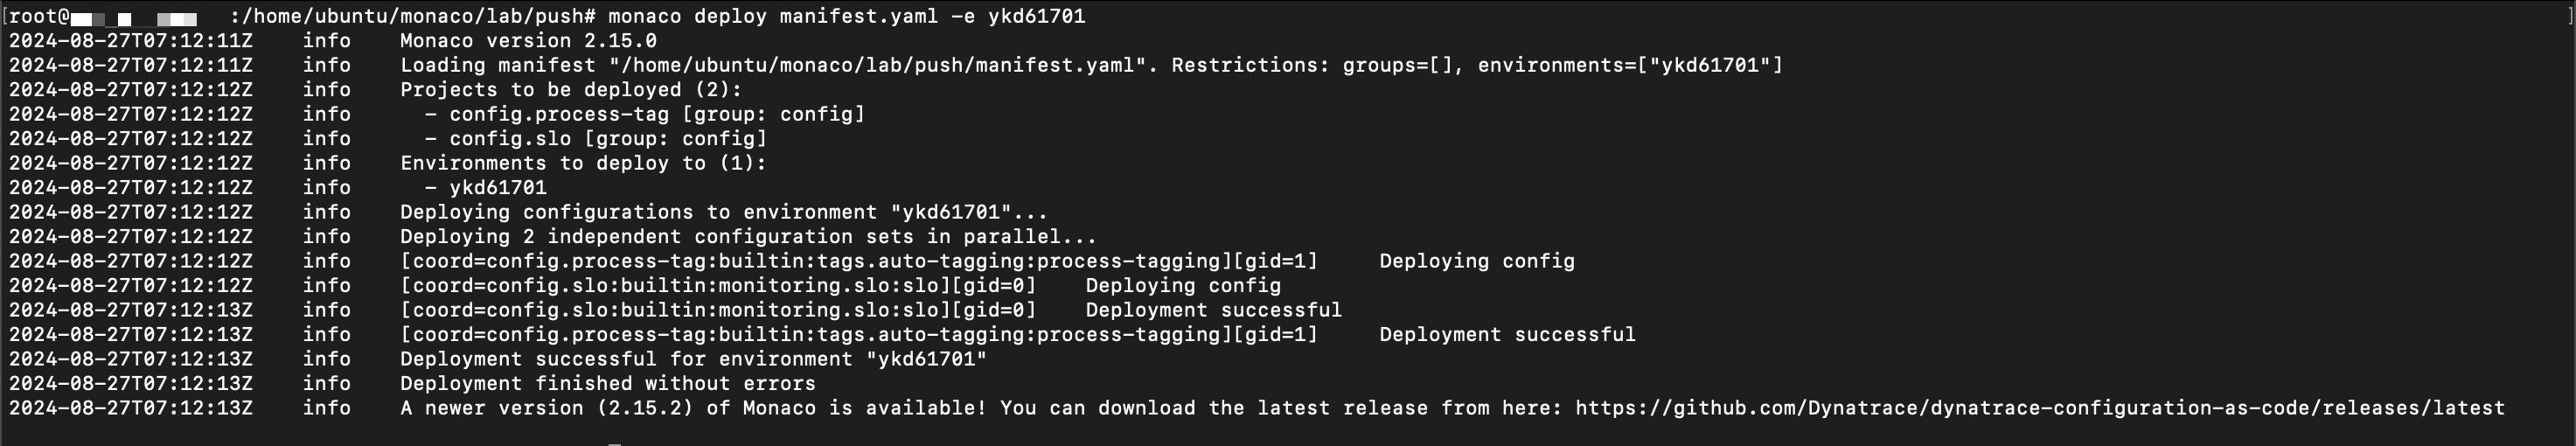 [root@ :/home/ubuntu/monaco/lab/push# monaco deploy manifest.yaml -e ykd61701 ]
2024-08-27T07:12:11Z info Monaco version 2.15.0
2024-08-27T07:12:11Z info Loading manifest "/home/ubuntu/monaco/lab/push/manifest.yaml". Restrictions: groups=[], environments=["ykd61701"]
2024-08-27T07:12:12Z info Projects to be deployed (2):
2024-08-27T07:12:12Z info - config.process-tag [group: config]
2024-08-27T07:12:12Z info - config.slo [group: config]
2024-08-27T07:12:12Z info Environments to deploy to (1):
2024-08-27T07:12:12Z info - ykd61701
2024-08-27T07:12:12Z info Deploying configurations to environment "ykd61701"...
2024-08-27T07:12:12Z info Deploying 2 independent configuration sets in parallel...
2024-08-27T07:12:12Z info [coord=config.process-tag:builtin:tags.auto-tagging:process-tagging][gid=1] Deploying config
2024-08-27T07:12:12Z info [coord=config.slo:builtin:monitoring.slo:slo][gid=0] Deploying config
2024-08-27T07:12:13Z info [coord=config.slo:builtin:monitoring.slo:slo][gid=0] Deployment successful
2024-08-27T07:12:13Z info [coord=config.process-tag:builtin:tags.auto-tagging:process-tagging][gid=1] Deployment successful
2024-08-27T07:12:13Z info Deployment successful for environment "ykd61701"
2024-08-27T07:12:13Z info Deployment finished without errors
2024-08-27T07:12:13Z info A newer version (2.15.2) of Monaco is available! You can download the latest release from here: https://github.com/Dynatrace/dynatrace-configuration-as-code/releases/latest